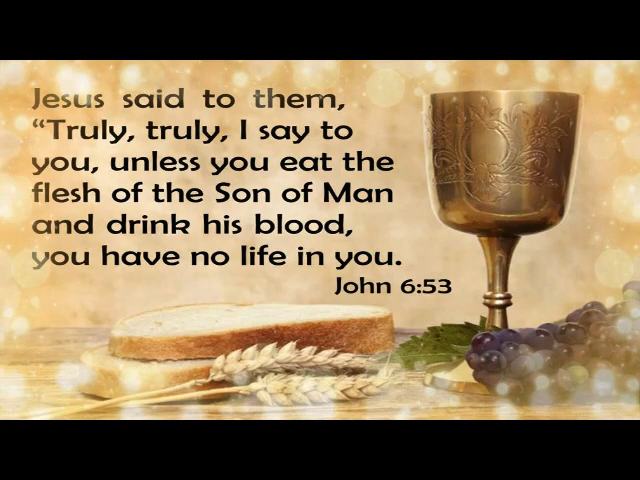 Jesus said to them,
“Truly, truly, I say to
you, unless you eat the
flesh of the Son of Man
and drink his blood,
you have no life in you.
John 6:53